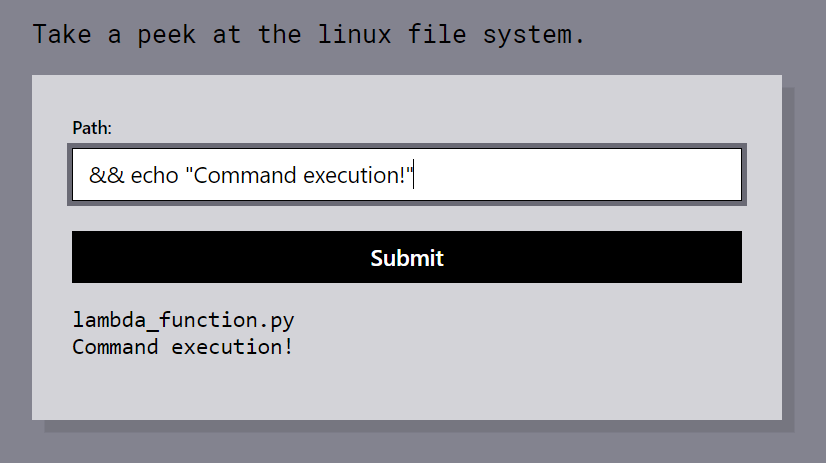 Take a peek at the linux file system.
Path:
&& echo "Command execution!"
Submit
lambda_function.py
Command execution!